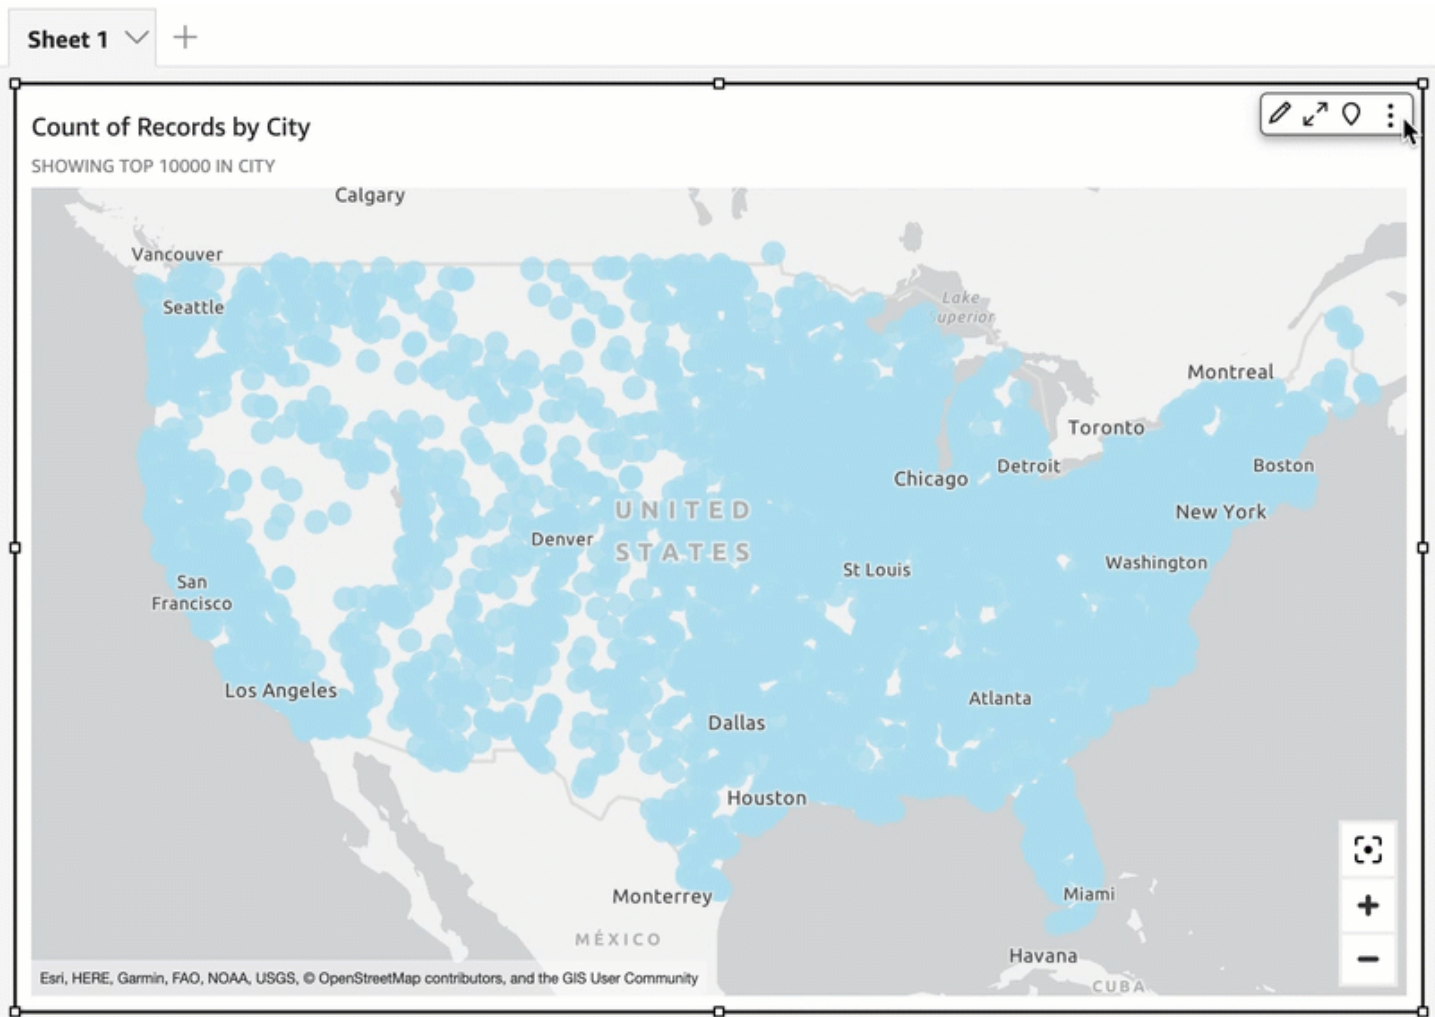 Sheet 1
Count of Records by City
SHOWING TOP 10000 IN CITY
Calgary
Vancouver
Seattle
Lake
Superior
Montreal
Toronto
Boston
Detroit
Chicago
New York
UNITED
STATES
Denver
Washington
St Louis
San
Francisco
Los Angeles
Atlanta
Dallas
Houston
Miami
Monterrey
MÉXICO
Havana
Esri, HERE, Garmin, FAO, NOAA, USGS, © OpenStreetMap contributors, and the GIS User Community
CUBA